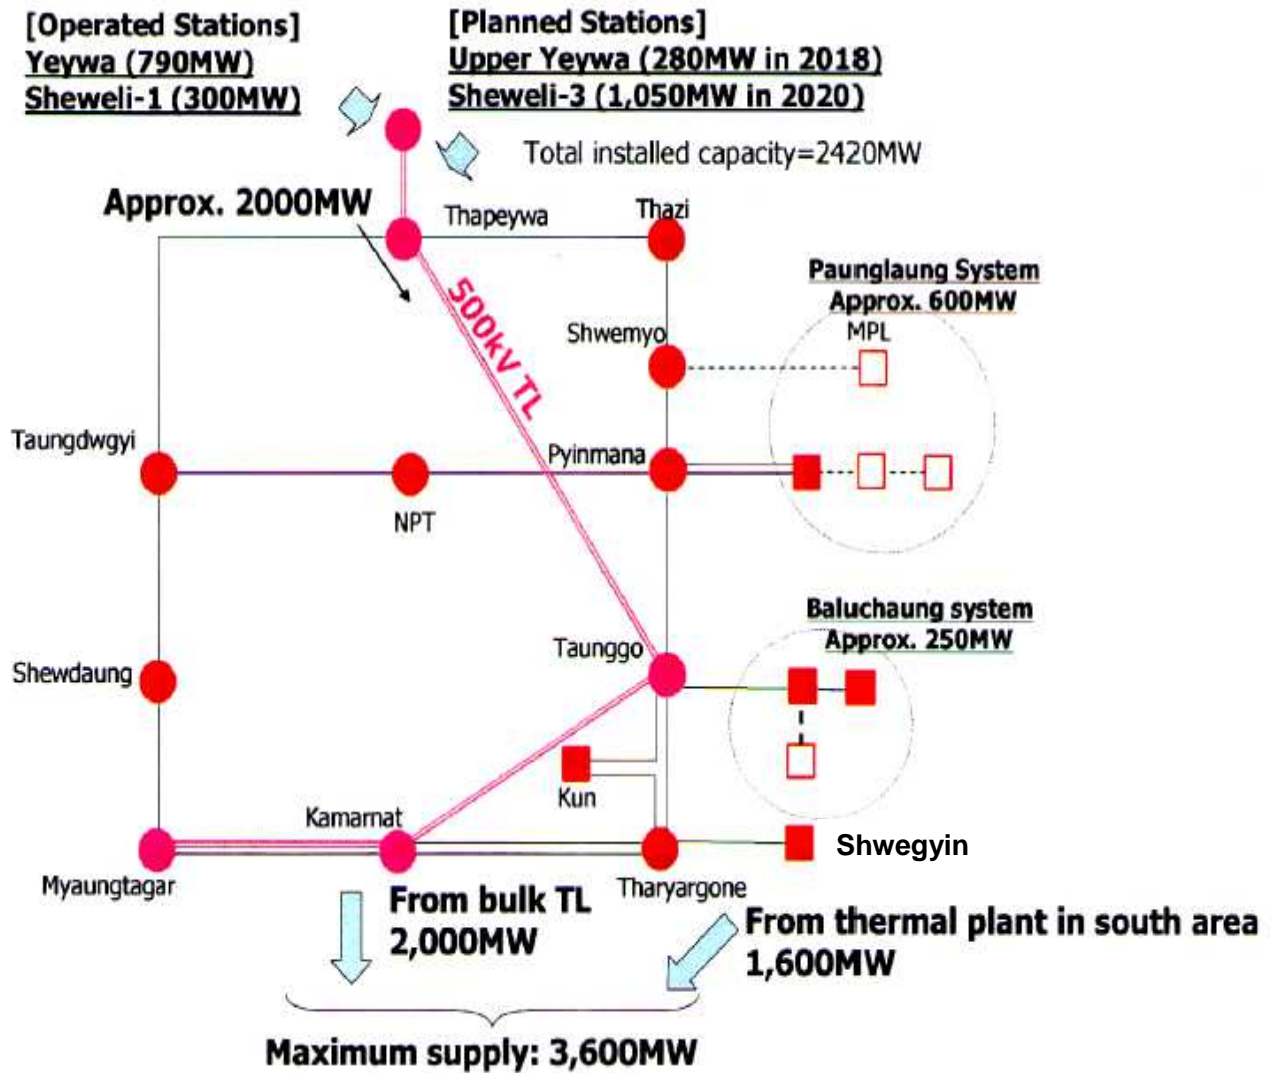 [Operated Stations]
Yeywa (790MW)
Sheweli-1 (300MW)
[Planned Stations]
Upper Yeywa (280MW in 2018)
Sheweli-3 (1,050MW in 2020)
Total installed capacity=2420MW
Approx. 2000MW
Thapeywa
Thazi
500kV TL
Paunglaung System
Approx. 600MW
MPL
Shwemyo
Taungdwgyi
Pyinmana
NPT
Baluchaung system
Approx. 250MW
Taunggo
Shewdaung
Kun
Kamarnat
Shwegyin
Myaungtagar
Tharyargone
From bulk TL
2,000MW
From thermal plant in south area
1,600MW
Maximum supply: 3,600MW